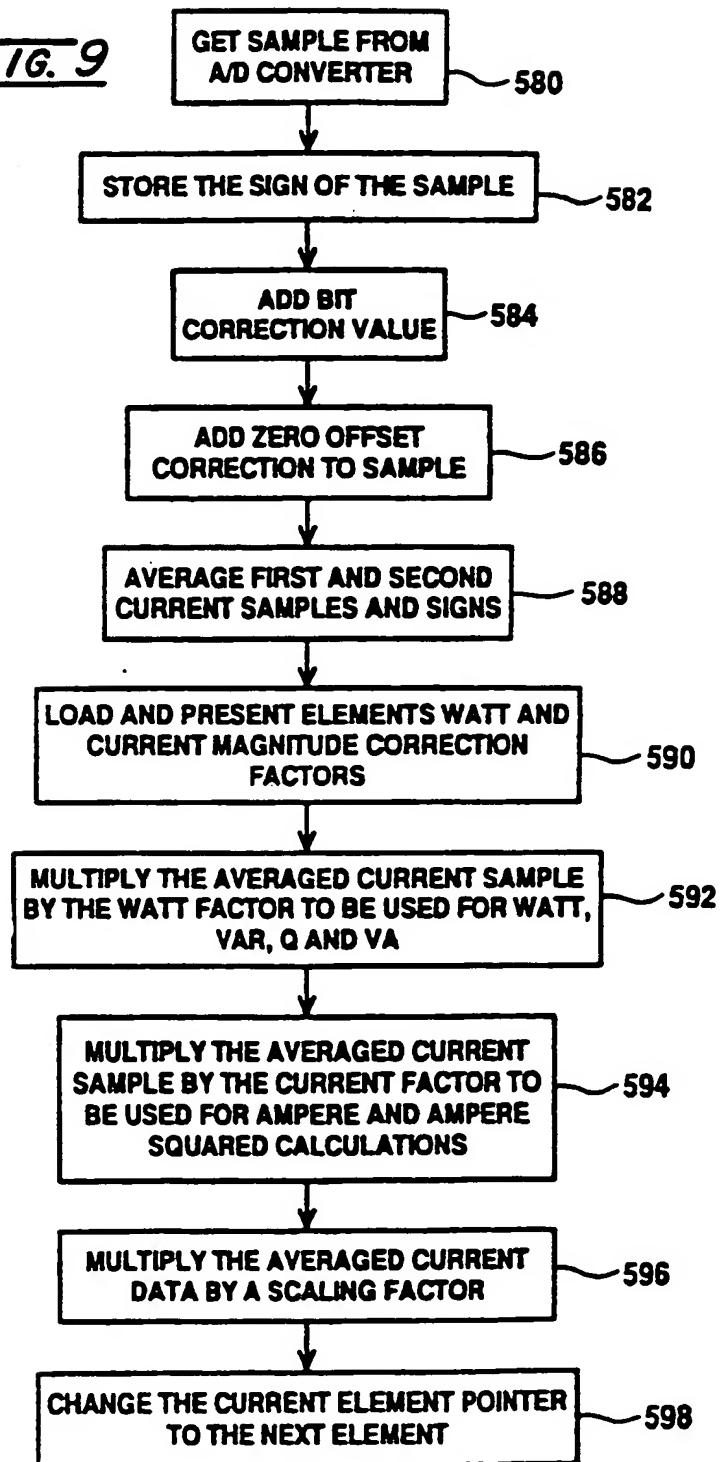 IG. 9
GET SAMPLE FROM
A/D CONVERTER
580
STORE THE SIGN OF THE SAMPLE
582
ADD BIT
CORRECTION VALUE
584
ADD ZERO OFFSET
CORRECTION TO SAMPLE
586
AVERAGE FIRST AND SECOND
CURRENT SAMPLES AND SIGNS
588
LOAD AND PRESENT ELEMENTS WATT AND
CURRENT MAGNITUDE CORRECTION
FACTORS
590
MULTIPLY THE AVERAGED CURRENT SAMPLE
BY THE WATT FACTOR TO BE USED FOR WATT,
VAR, Q AND VA
592
MULTIPLY THE AVERAGED CURRENT
SAMPLE BY THE CURRENT FACTOR TO
BE USED FOR AMPERE AND AMPERE
SQUARED CALCULATIONS
594
MULTIPLY THE AVERAGED CURRENT
DATA BY A SCALING FACTOR
596
CHANGE THE CURRENT ELEMENT POINTER
TO THE NEXT ELEMENT
598